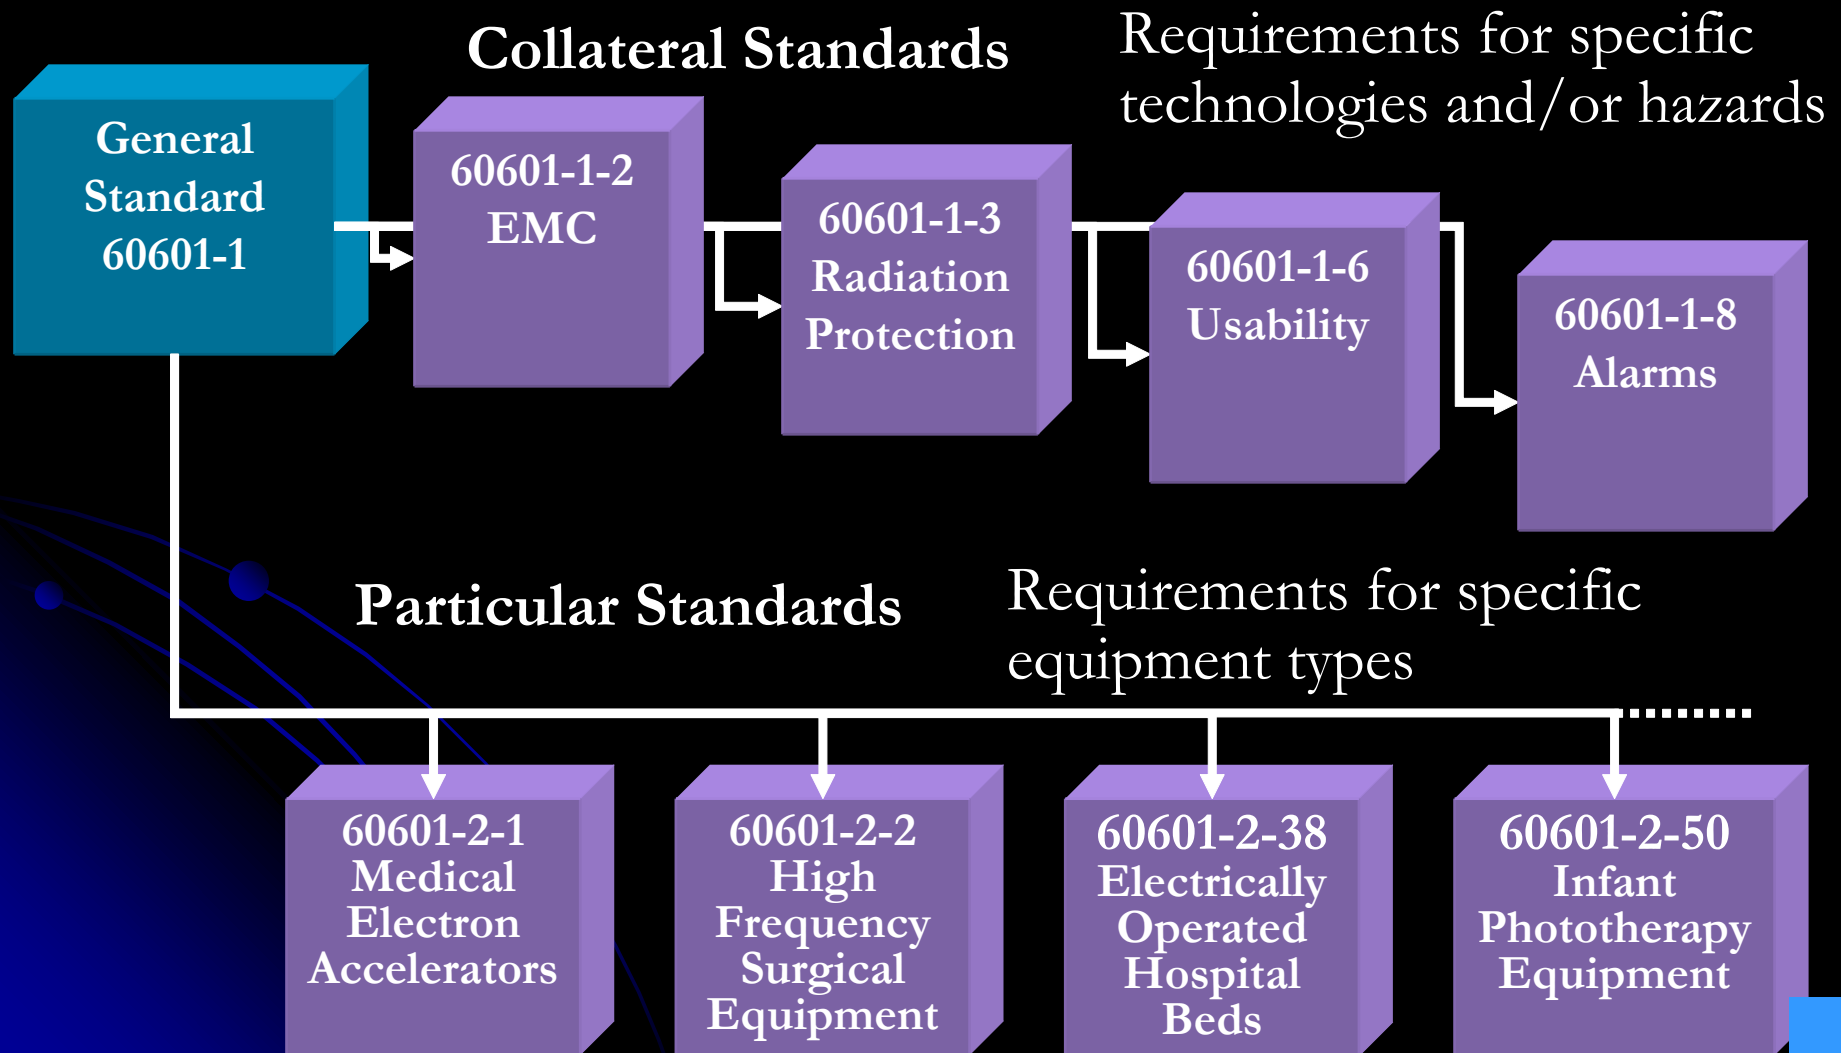 Collateral Standards
Requirements for specific
technologies and/or hazards
General
Standard
60601-1
60601-1-2
EMC
60601-1-3
Radiation
Protection
60601-1-6
Usability
60601-1-8
Alarms
Particular Standards
Requirements for specific
equipment types
60601-2-1
Medical
Electron
Accelerators
60601-2-2
High
Frequency
Surgical
Equipment
60601-2-38
Electrically
Operated
Hospital
Beds
60601-2-50
Infant
Phototherapy
Equipment